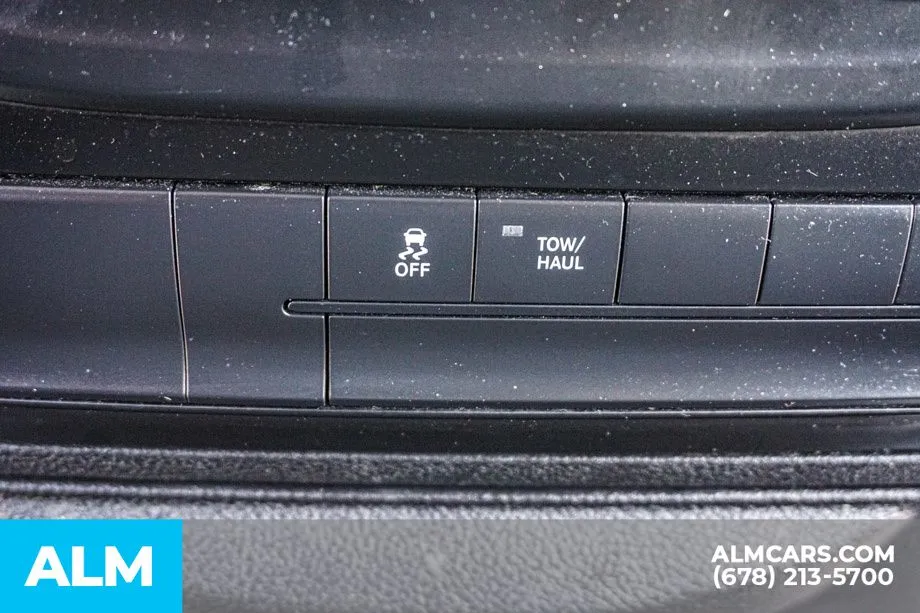 OFF
TOW/
HAUL
ALM
ALMCARS.COM
(678) 213-5700